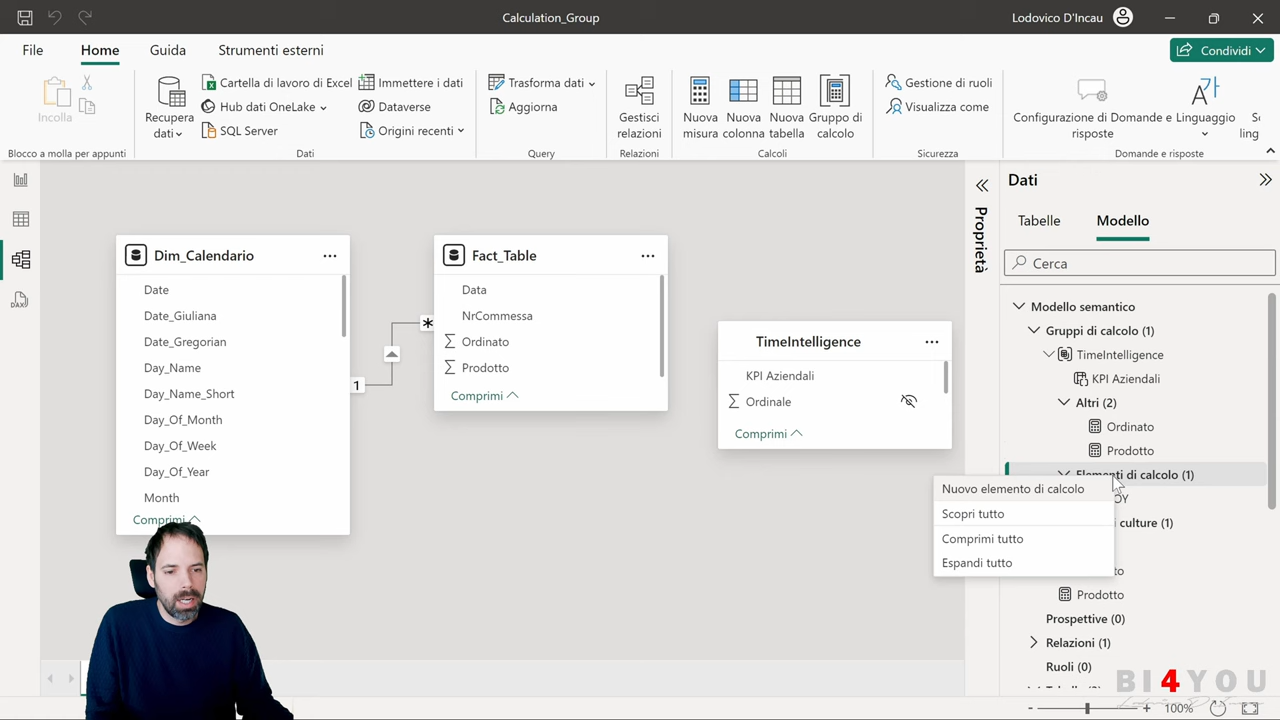 Calculation_Group
Lodovico D'Incau
File
Home
Guida
Strumenti esterni
Condividi
Incolla
Blocco a molla per appunti
Recupera dati
Cartella di lavoro di Excel
Hub dati OneLake
SQL Server
Immettere i dati
Dataverse
Origini recenti
Dati
Trasforma dati
Aggiorna
Query
Gestisci relazioni
Relazioni
Nuova misura
Nuova colonna
Nuova tabella
Gruppo di calcolo
Calcoli
Gestione di ruoli
Visualizza come
Sicurezza
Configurazione di Domande e risposte
Linguaggio
ling
Domande e risposte
DAX
Dim_Calendario
Date
Date_Giuliana
Date_Gregorian
Day_Name
Day_Name_Short
Day_Of_Month
Day_Of_Week
Day_Of_Year
Month
Comprimi
1
*
Fact_Table
Data
NrCommessa
Ordinato
Prodotto
Comprimi
TimeIntelligence
KPI Aziendali
Ordinale
Comprimi
Proprietà
Dati
Tabelle
Modello
Cerca
Modello semantico
Gruppi di calcolo (1)
TimeIntelligence
KPI Aziendali
Altri (2)
Ordinato
Prodotto
Elementi di calcolo (1)
OY
culture (1)
to
Prodotto
Prospettive (0)
Relazioni (1)
Ruoli (0)
Nuovo elemento di calcolo
Scopri tutto
Comprimi tutto
Espandi tutto
BI4YOU
100%